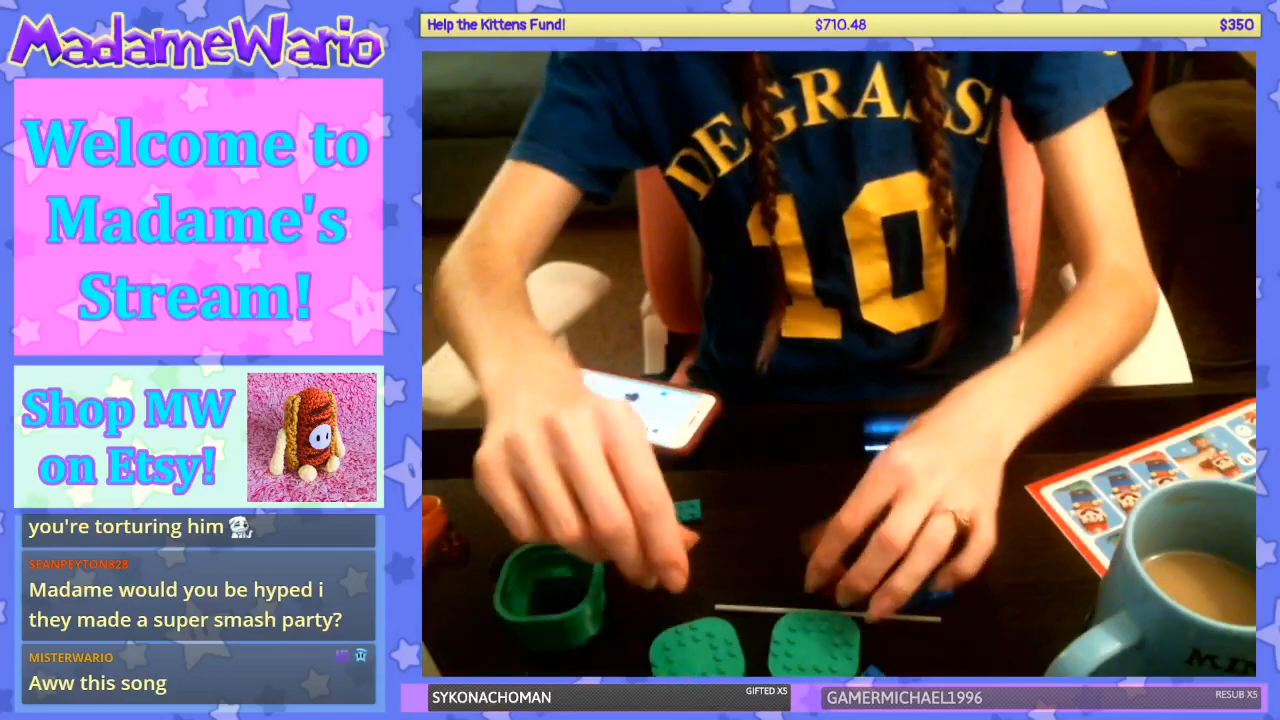 MadameWario
Help the Kittens Fund! $710.48 $350
Welcome to
Madame's
Stream!
Shop MW
on Etsy!
DEGRASS
10
you're torturing him
SEANPEYTON828
Madame would you be hyped i
they made a super smash party?
MISTERWARIO
Aww this song
SYKONACHOMAN GIFTED X5
GAMERMICHAEL1996 RESUB X5